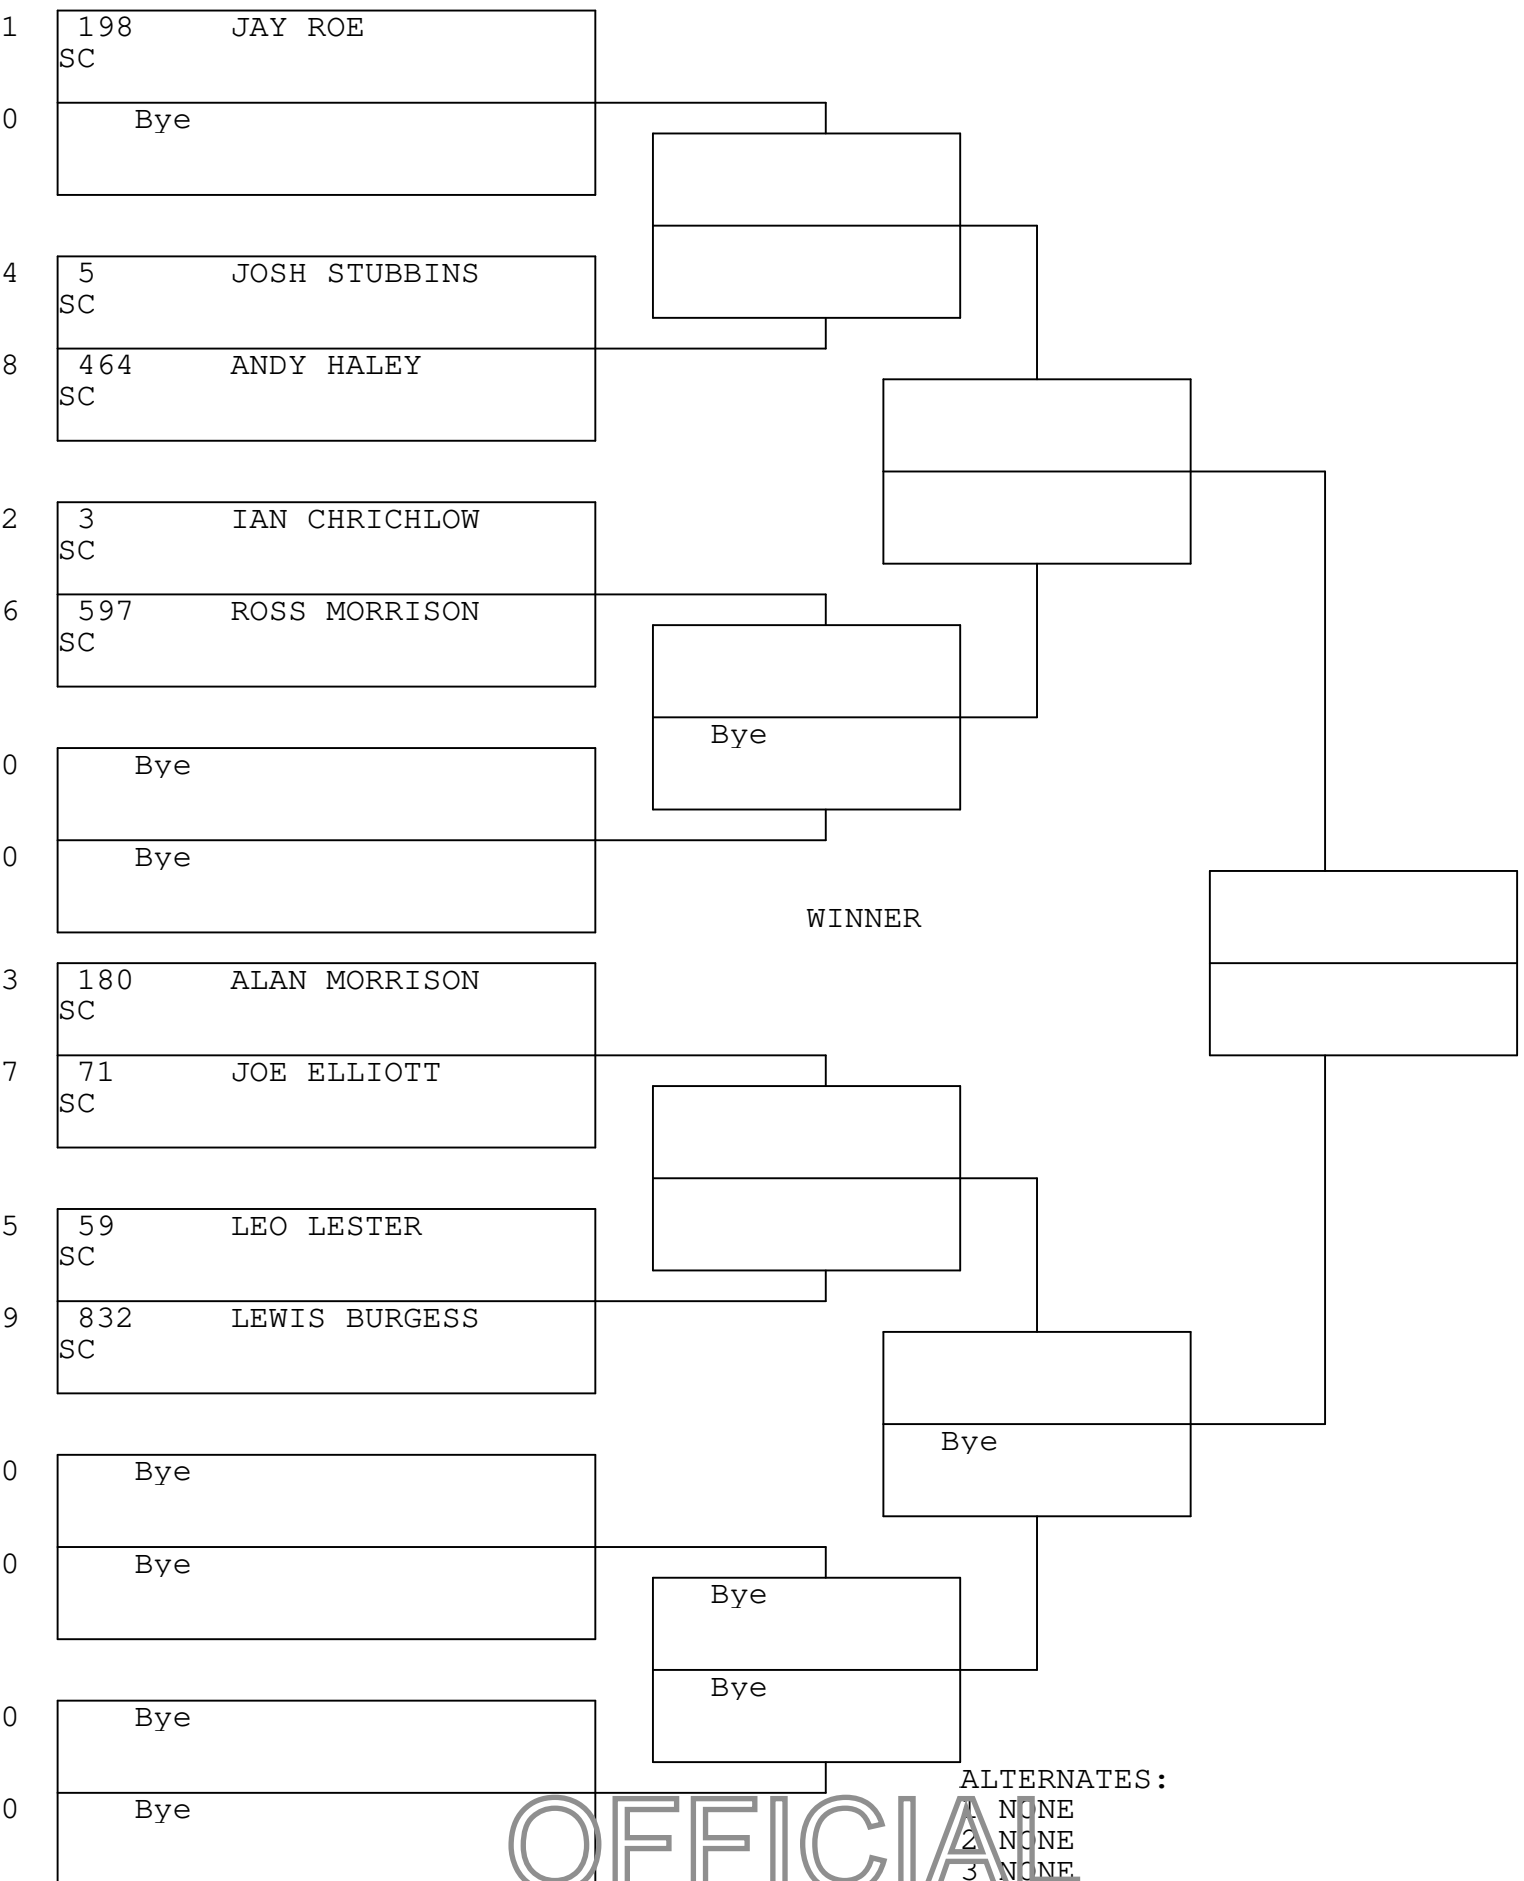 1 198 JAY ROE
SC
0 Bye
4 5 JOSH STUBBINS
SC
8 464 ANDY HALEY
SC
2 3 IAN CHRICHLOW
SC
6 597 ROSS MORRISON
SC
Bye
0 Bye
0 Bye
WINNER
3 180 ALAN MORRISON
SC
7 71 JOE ELLIOTT
SC
5 59 LEO LESTER
SC
9 832 LEWIS BURGESS
SC
Bye
0 Bye
0 Bye
Bye
Bye
0 Bye
ALTERNATES:
0 Bye
1 NONE
2 NONE
3 NONE
OFFICIAL